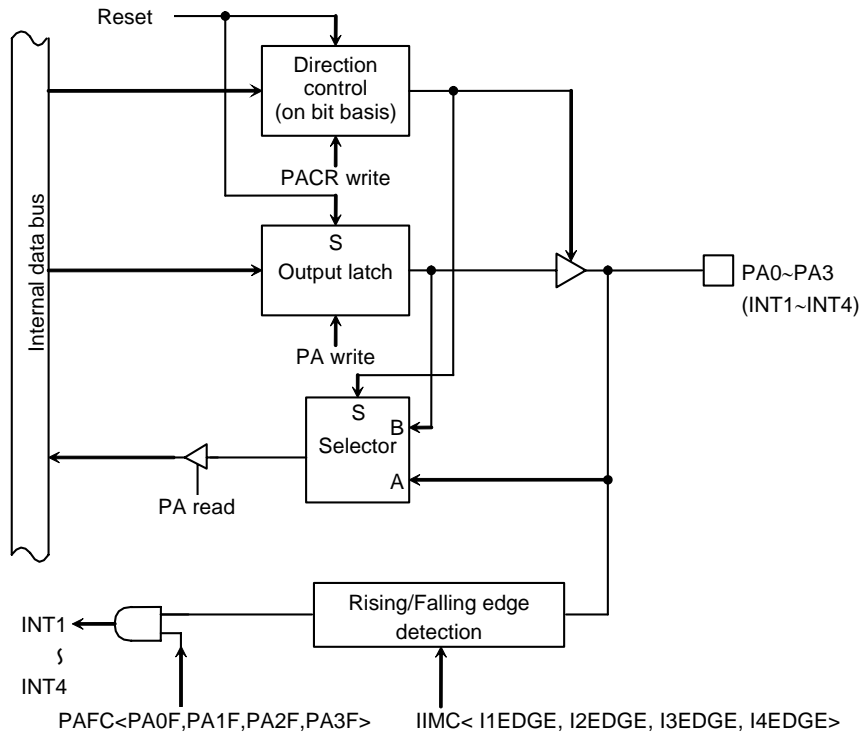 Reset
Direction
control
(on bit basis)
PACR write
Internal data bus
S
Output latch
PA0~PA3
(INT1~INT4)
PA write
S
B
Selector
A
PA read
Rising/Falling edge
detection
INT1
~
INT4
PAFC<PA0F,PA1F,PA2F,PA3F>
IIMC< I1EDGE, I2EDGE, I3EDGE, I4EDGE>